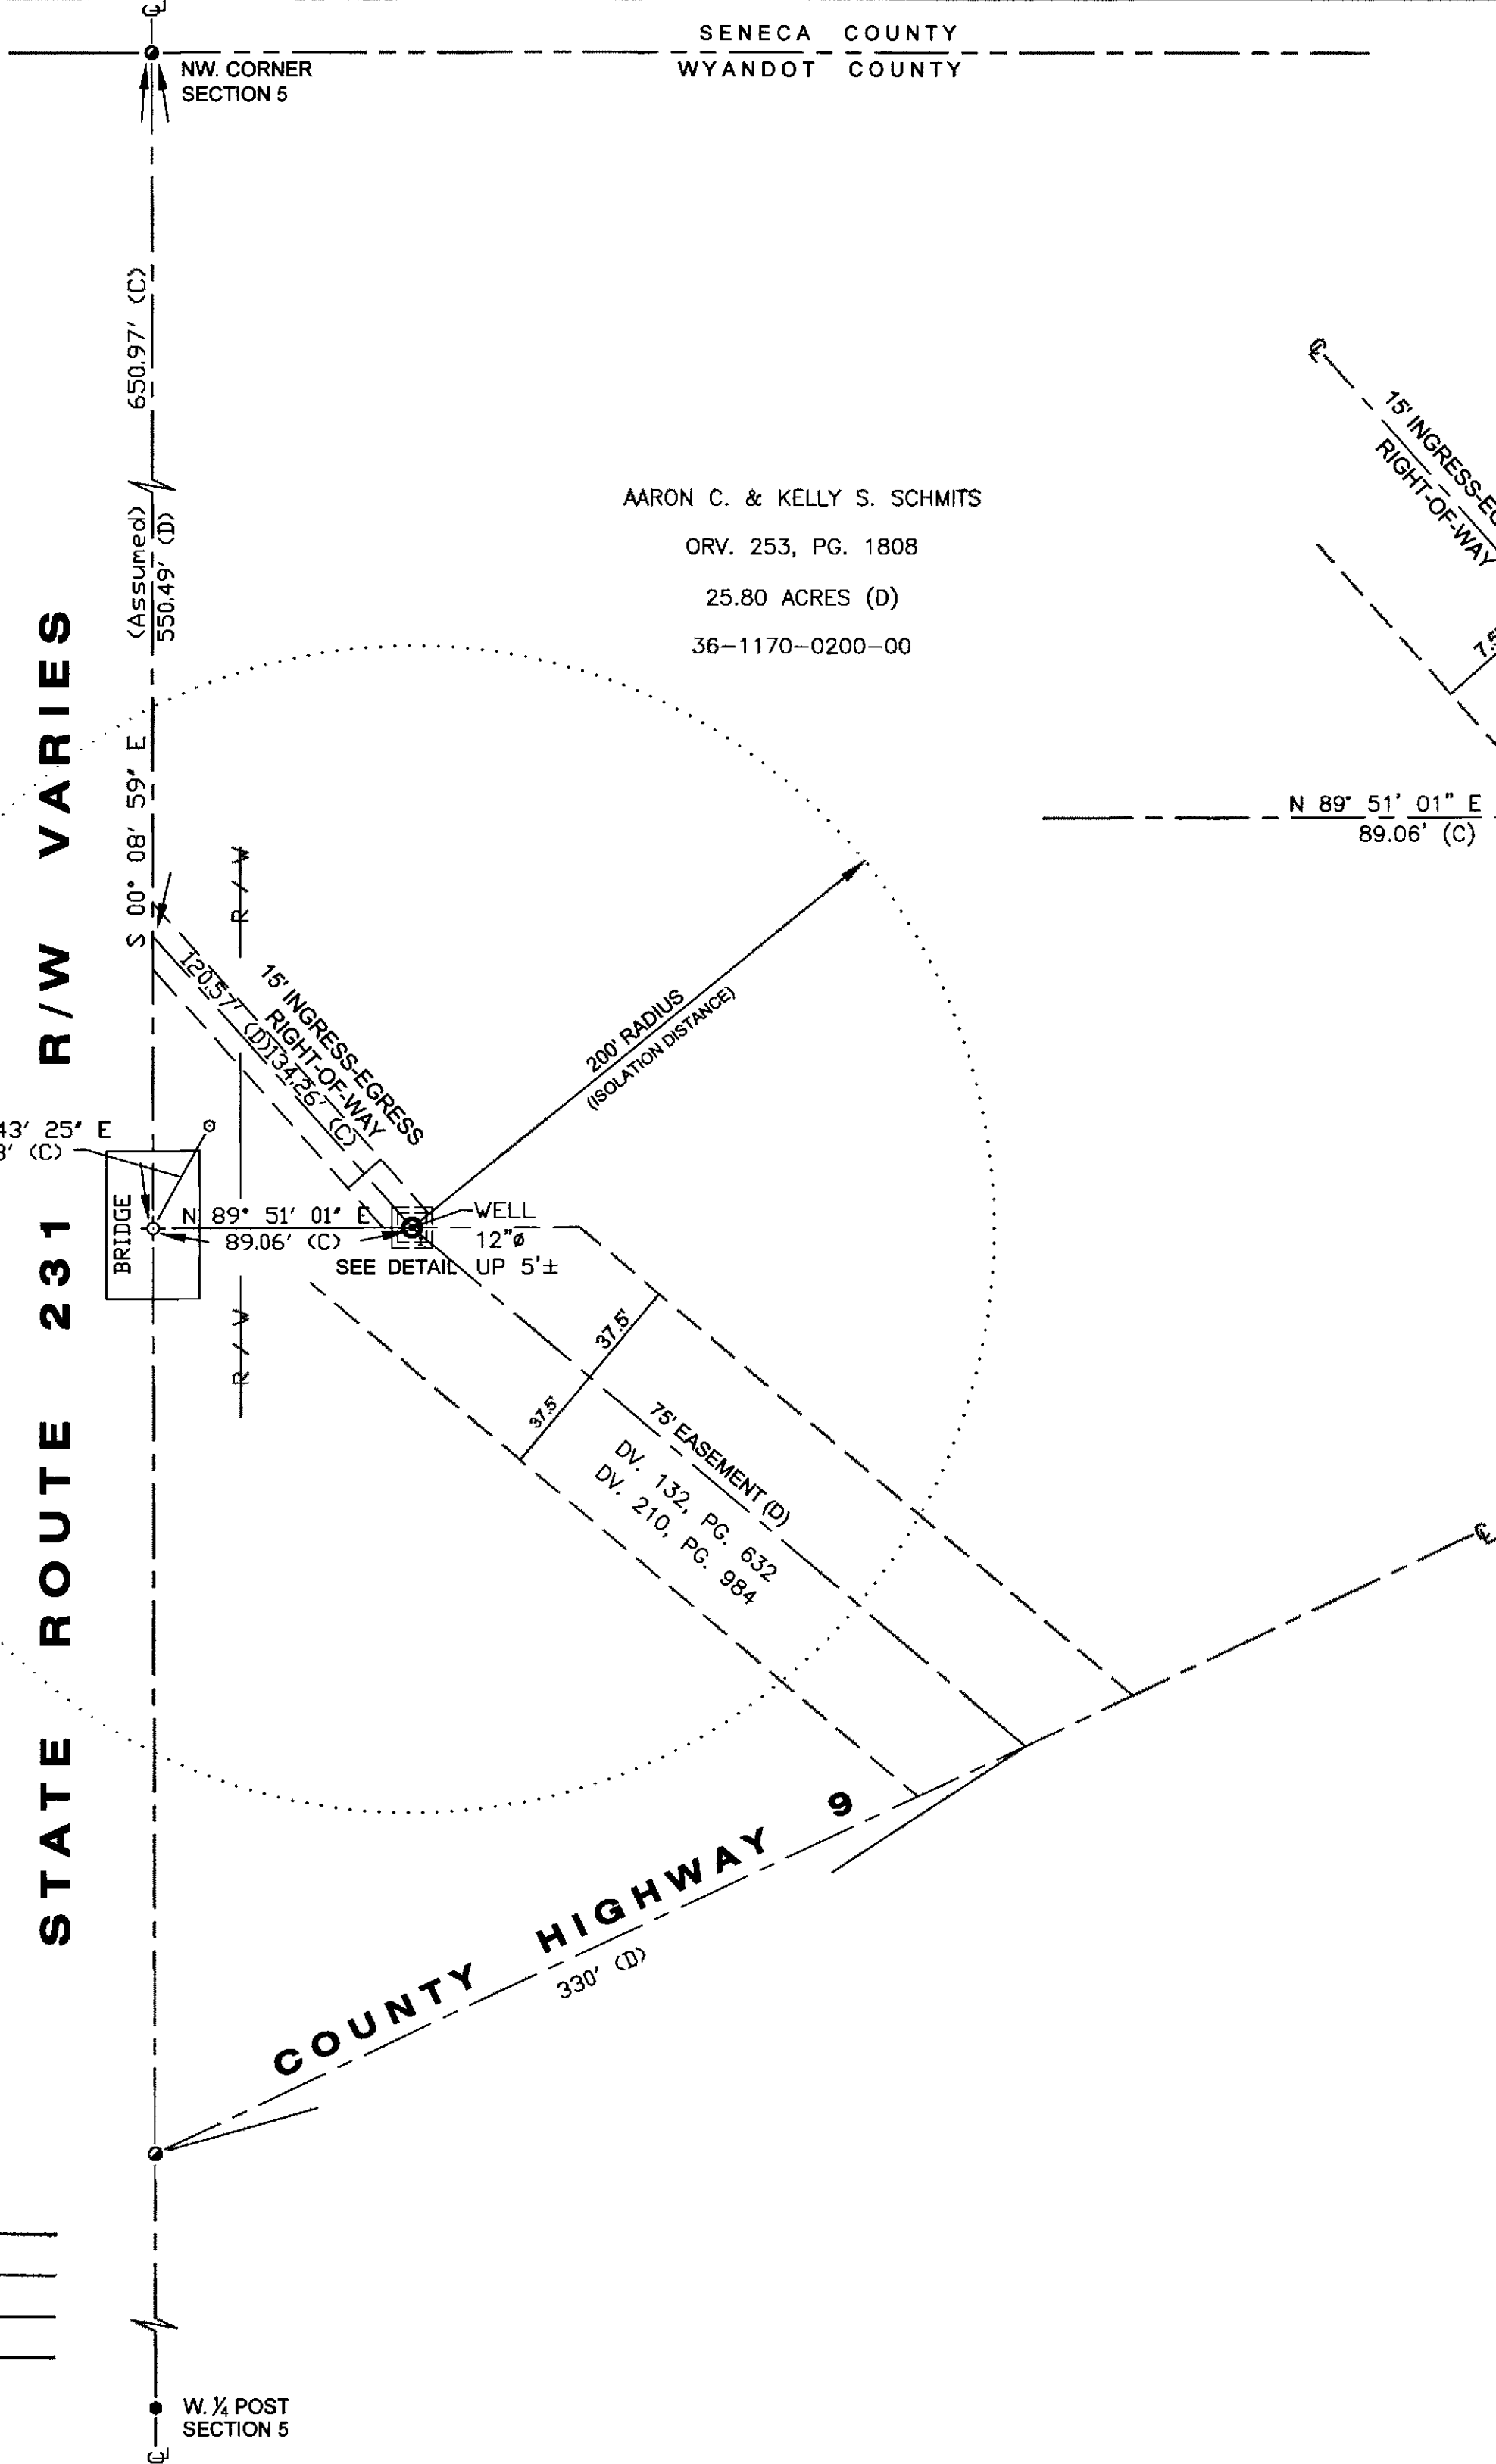 SENECA COUNTY
WYANDOT COUNTY
NW. CORNER
SECTION 5
650.97' (C)
(Assumed)
550.49' (D)
S 00° 08' 59" E
STATE ROUTE 231 R/W VARIES
AARON C. & KELLY S. SCHMITS
ORV. 253, PG. 1808
25.80 ACRES (D)
36-1170-0200-00
15' INGRESS-EG
RIGHT-OF-WAY
7.5
N 89° 51' 01" E
89.06' (C)
R / W
15' INGRESS-EGRESS
RIGHT-OF-WAY
120.57' (D)
134.26' (C)
200' RADIUS
(ISOLATION DISTANCE)
43' 25" E
3' (C)
BRIDGE
N 89° 51' 01" E
89.06' (C)
WELL
12"ø
SEE DETAIL UP 5'±
R / W
37.5'
37.5'
75' EASEMENT (D)
DV. 132, PG. 632
DV. 210, PG. 984
COUNTY HIGHWAY 9
330' (D)
W. ¼ POST
SECTION 5